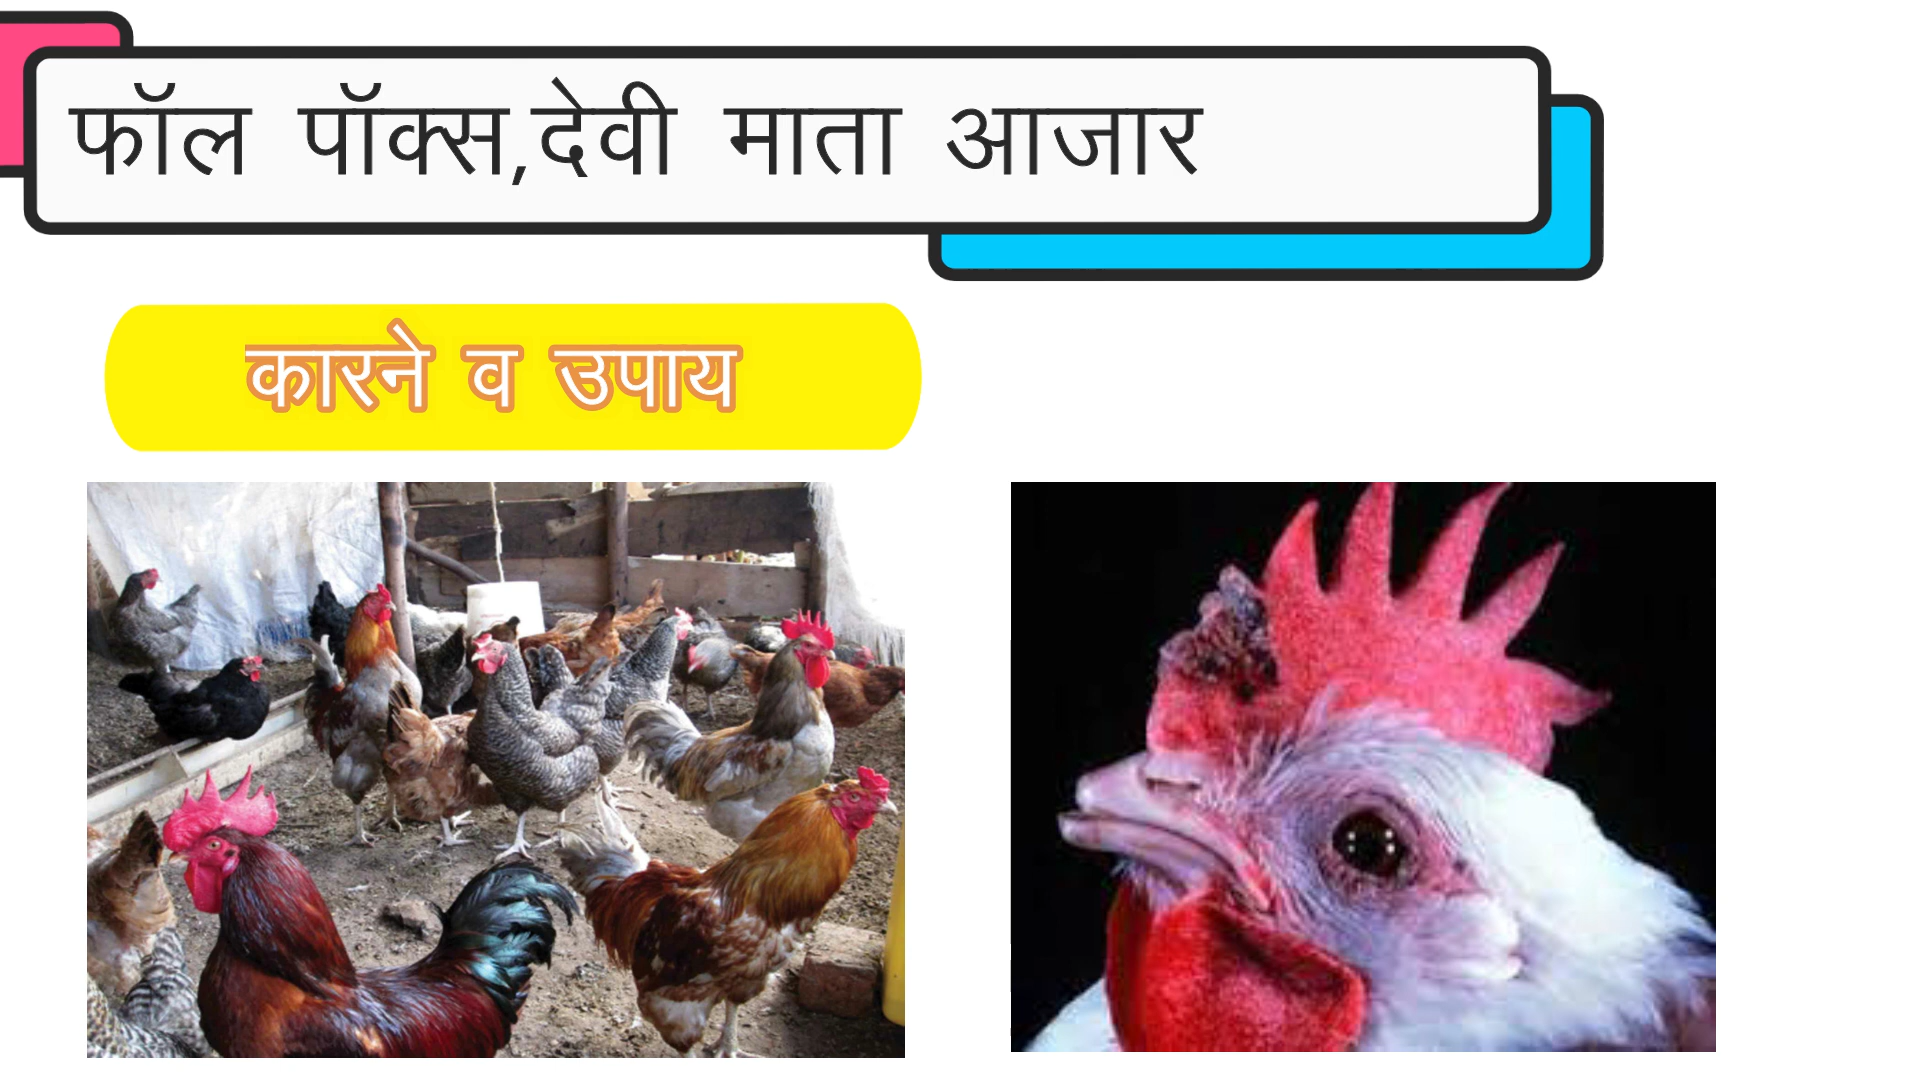 फॉल पॉक्स,देवी माता आजार
कारने व उपाय